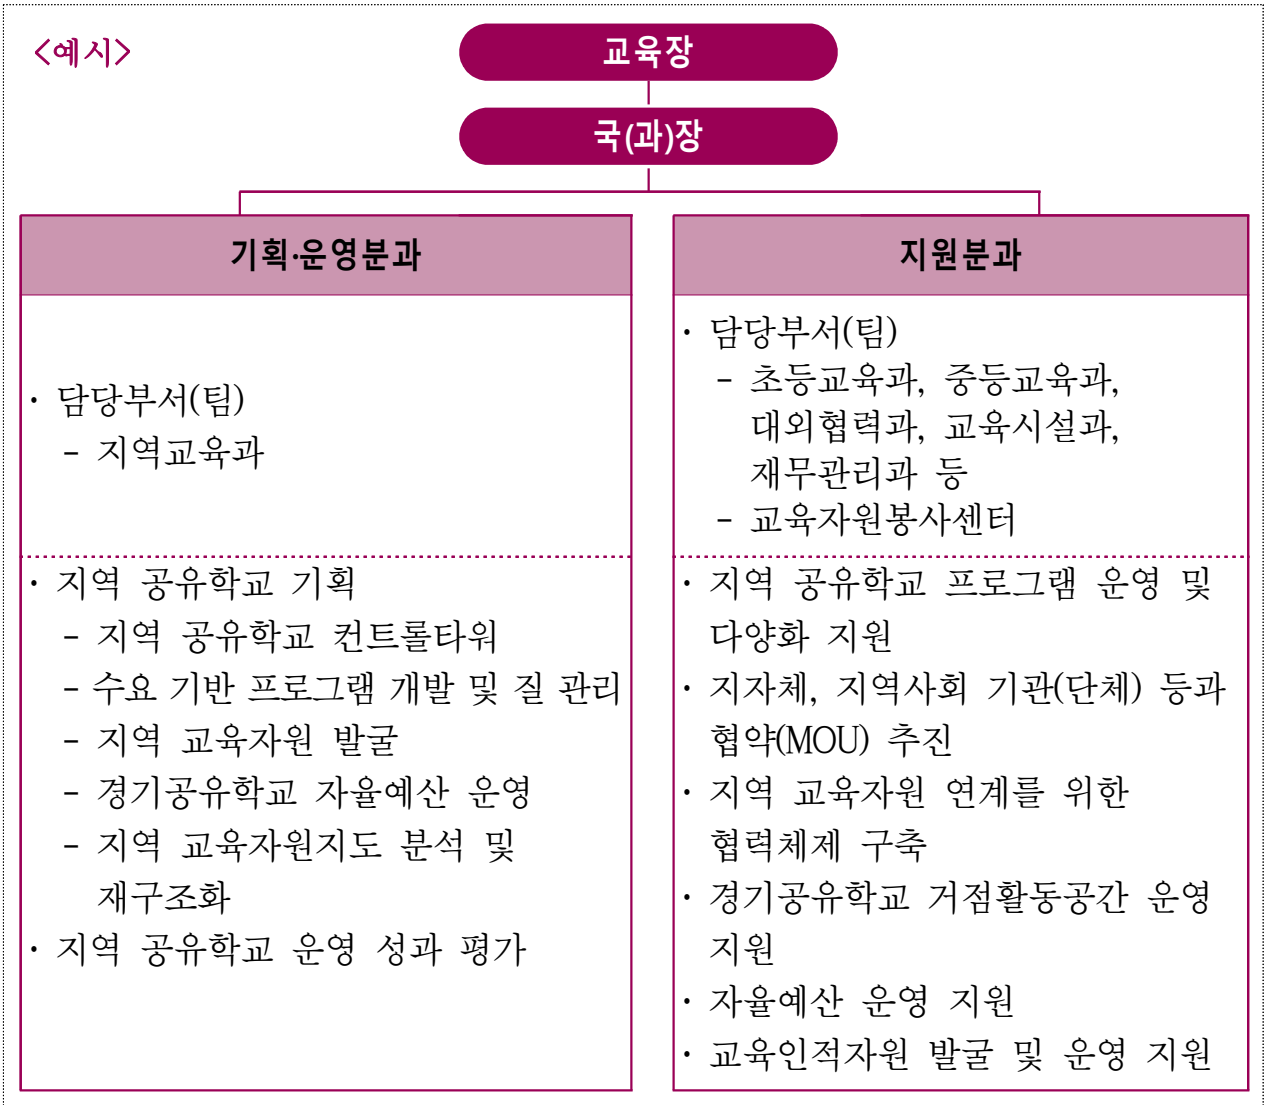 <예시>
교육장
국(과)장
기획·운영분과
· 담당부서(팀)
- 지역교육과
· 지역 공유학교 기획
- 지역 공유학교 컨트롤타워
- 수요 기반 프로그램 개발 및 질 관리
- 지역 교육자원 발굴
- 경기공유학교 자율예산 운영
- 지역 교육자원지도 분석 및
재구조화
· 지역 공유학교 운영 성과 평가
지원분과
· 담당부서(팀)
- 초등교육과, 중등교육과,
대외협력과, 교육시설과,
재무관리과 등
- 교육자원봉사센터
· 지역 공유학교 프로그램 운영 및
다양화 지원
· 지자체, 지역사회 기관(단체) 등과
협약(MOU) 추진
· 지역 교육자원 연계를 위한
협력체제 구축
· 경기공유학교 거점활동공간 운영
지원
· 자율예산 운영 지원
· 교육인적자원 발굴 및 운영 지원